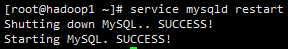 [root@hadoop1 ~]# service mysqld restart
Shutting down MySQL.. SUCCESS!
Starting MySQL. SUCCESS!